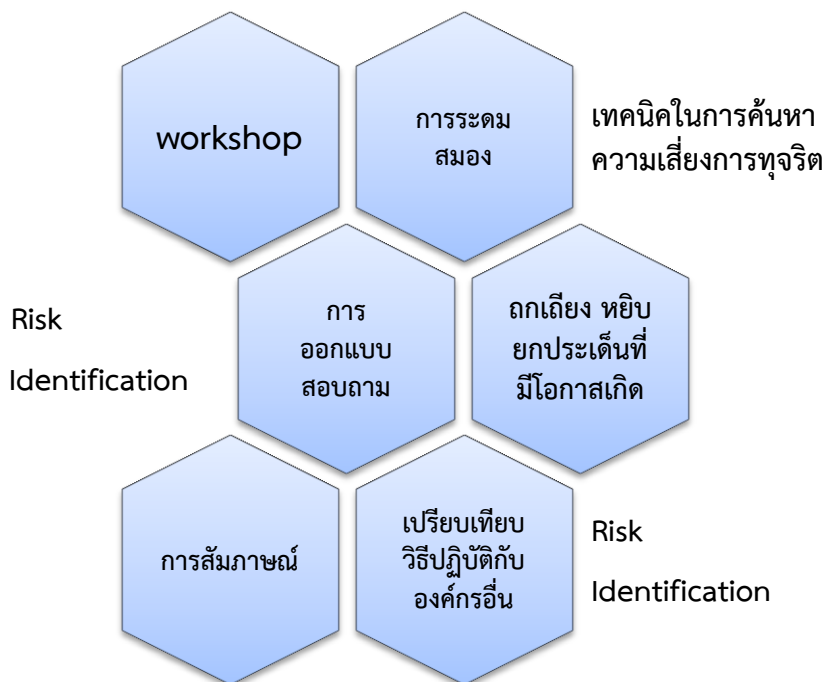 workshop
การระดม
สมอง
เทคนิคในการค้นหา
ความเสี่ยงการทุจริต
Risk
Identification
การ
ออกแบบ
สอบถาม
ถกเถียง หยิบ
ยกประเด็นที่
มีโอกาสเกิด
การสัมภาษณ์
เปรียบเทียบ
วิธีปฏิบัติกับ
องค์กรอื่น
Risk
Identification